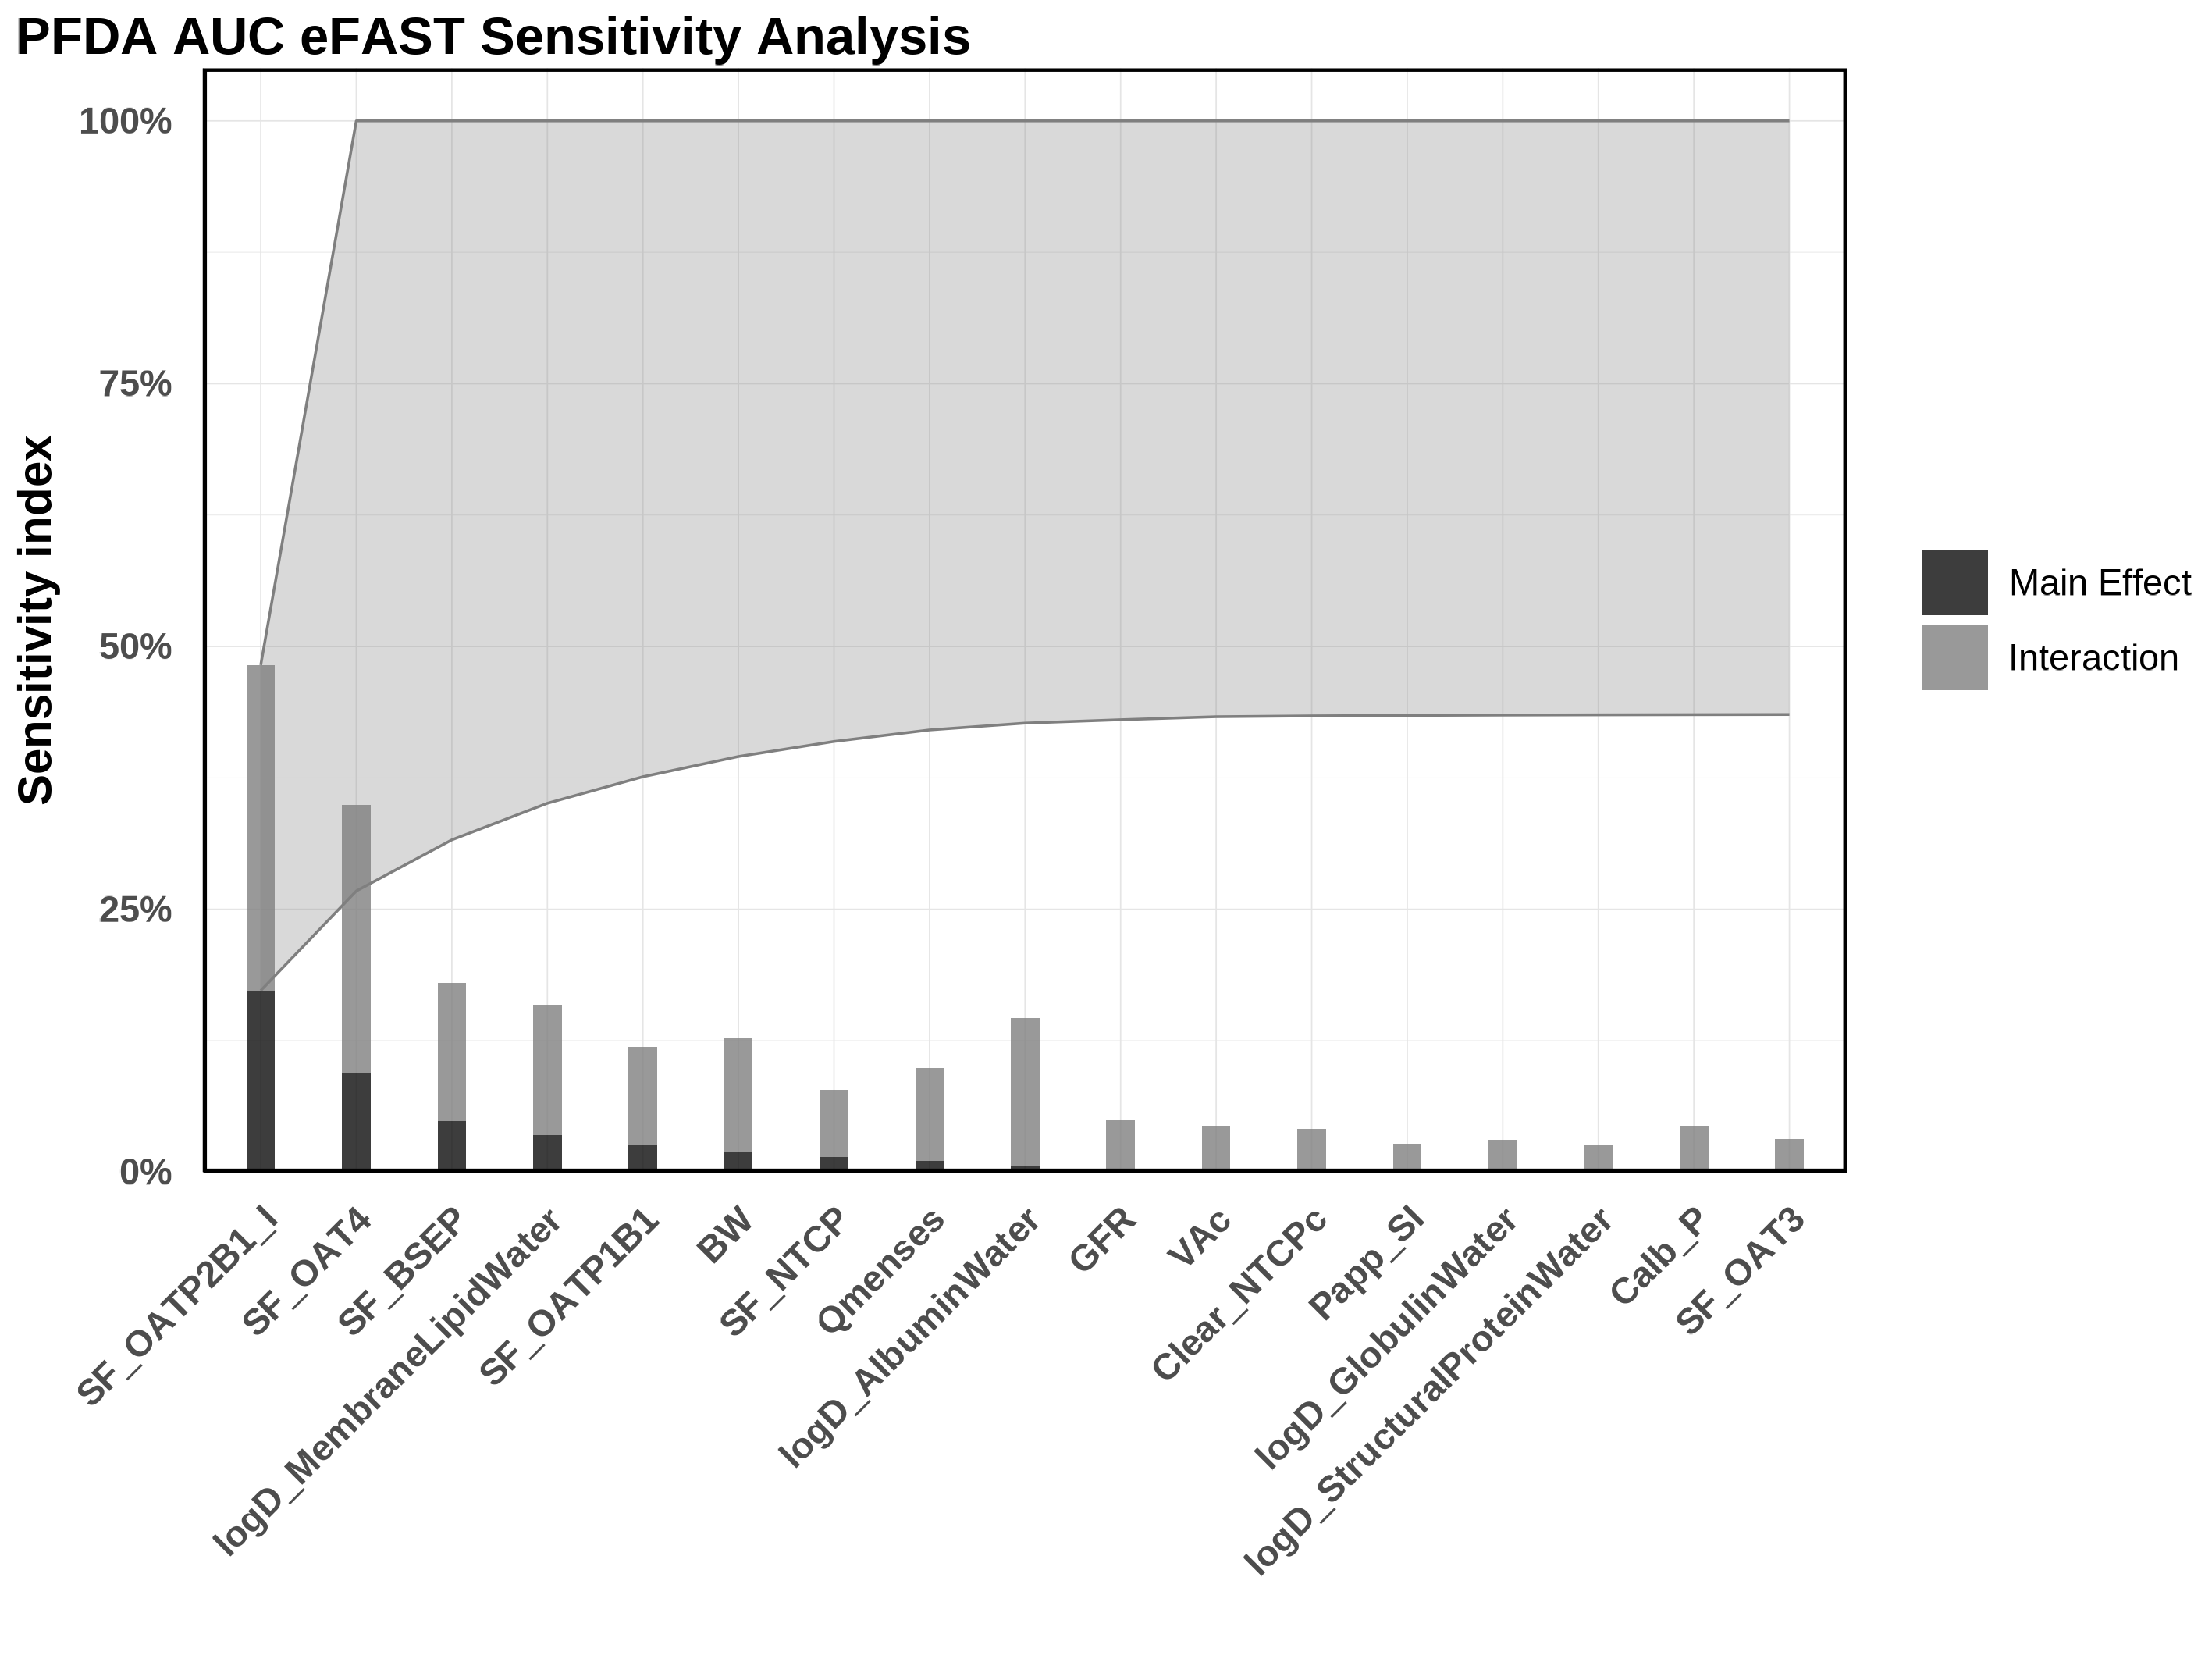 PFDA AUC eFAST Sensitivity Analysis
Sensitivity index
100%
75%
50%
25%
0%
SF_OATP2B1_I
SF_OAT4
SF_BSEP
logD_MembraneLipidWater
SF_OATP1B1
BW
SF_NTCP
Qmenses
logD_AlbuminWater
GFR
VAc
Clear_NTCPc
Papp_SI
logD_GlobulinWater
logD_StructuralProteinWater
Calb_P
SF_OAT3
Main Effect
Interaction